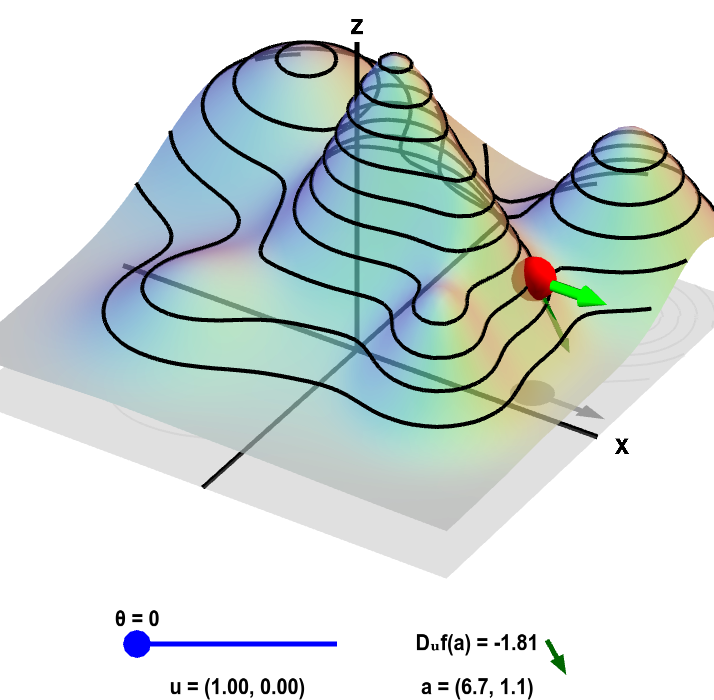 z
x
θ = 0
Duf(a) = -1.81
u = (1.00, 0.00)
a = (6.7, 1.1)